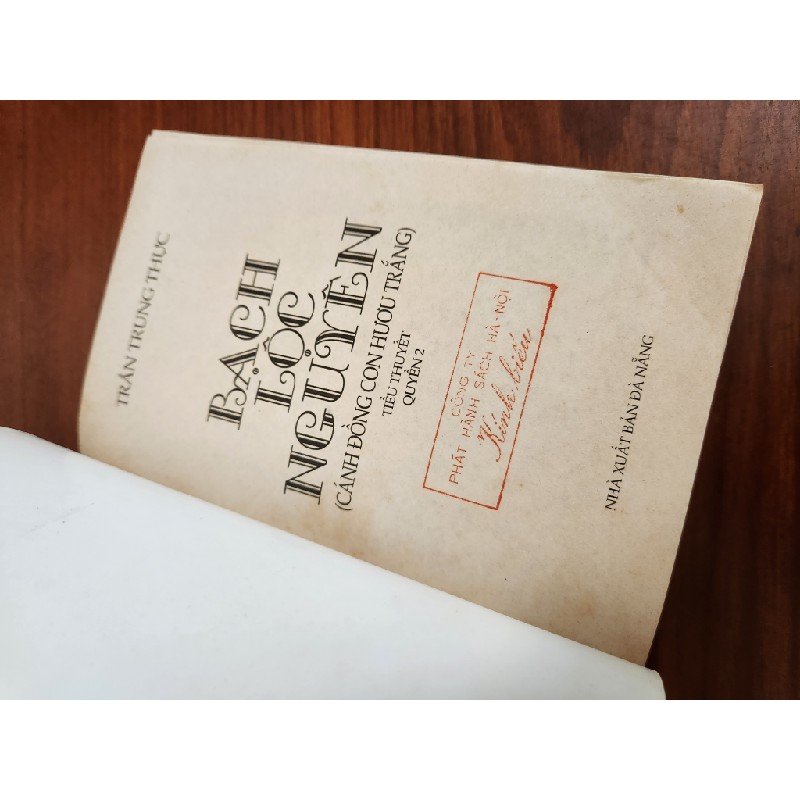 TRẦN TRUNG THỰC
BẠCH
LỘC
NGUYÊN
(CÁNH ĐỒNG CON HƯƠU TRẮNG)
TIỂU THUYẾT
QUYỂN 2
CÔNG TY
PHÁT HÀNH SÁCH HÀ-NỘI
Kính biếu
NHÀ XUẤT BẢN ĐÀ NẴNG